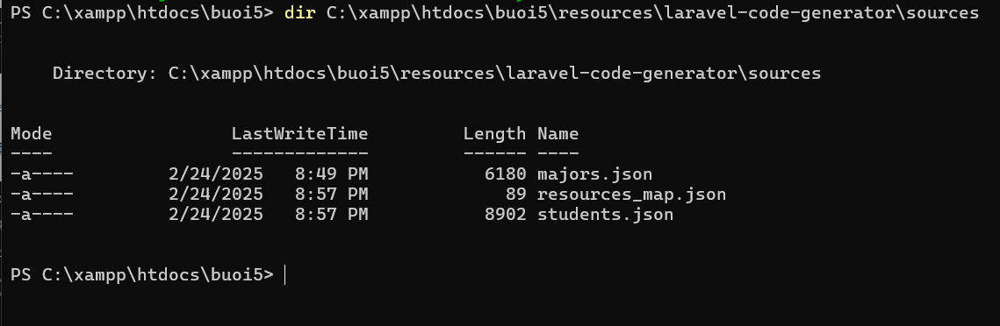 PS C:\xampp\htdocs\buoi5> dir C:\xampp\htdocs\buoi5\resources\laravel-code-generator\sources
Directory: C:\xampp\htdocs\buoi5\resources\laravel-code-generator\sources
Mode LastWriteTime Length Name
---- ------------- ------ ----
-a---- 2/24/2025 8:49 PM 6180 majors.json
-a---- 2/24/2025 8:57 PM 89 resources_map.json
-a---- 2/24/2025 8:57 PM 8902 students.json
PS C:\xampp\htdocs\buoi5>